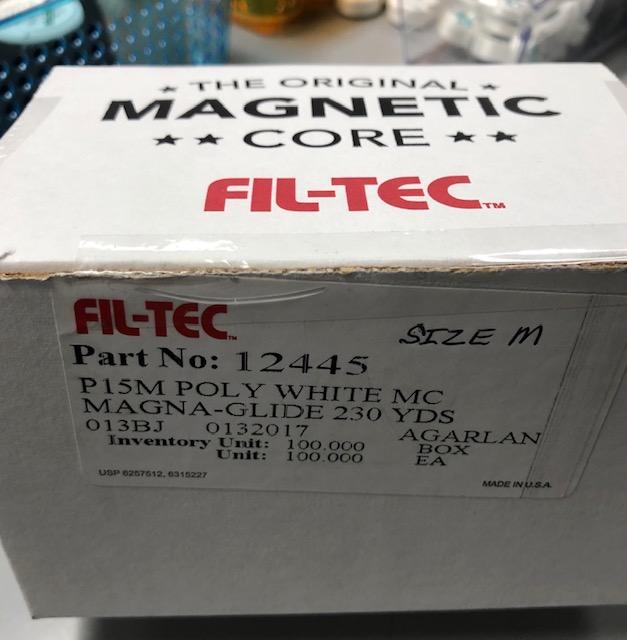 ★ THE ORIGINAL ★
MAGNETIC
★★ CORE ★★
FIL-TEC™
FIL-TEC™
SIZE M
Part No: 12445
P15M POLY WHITE MC
MAGNA-GLIDE 230 YDS
013BJ 0132017 AGARLAN
Inventory Unit: 100.000 BOX
Unit: 100.000 EA
USP 6257512, 6315227
MADE IN U.S.A.